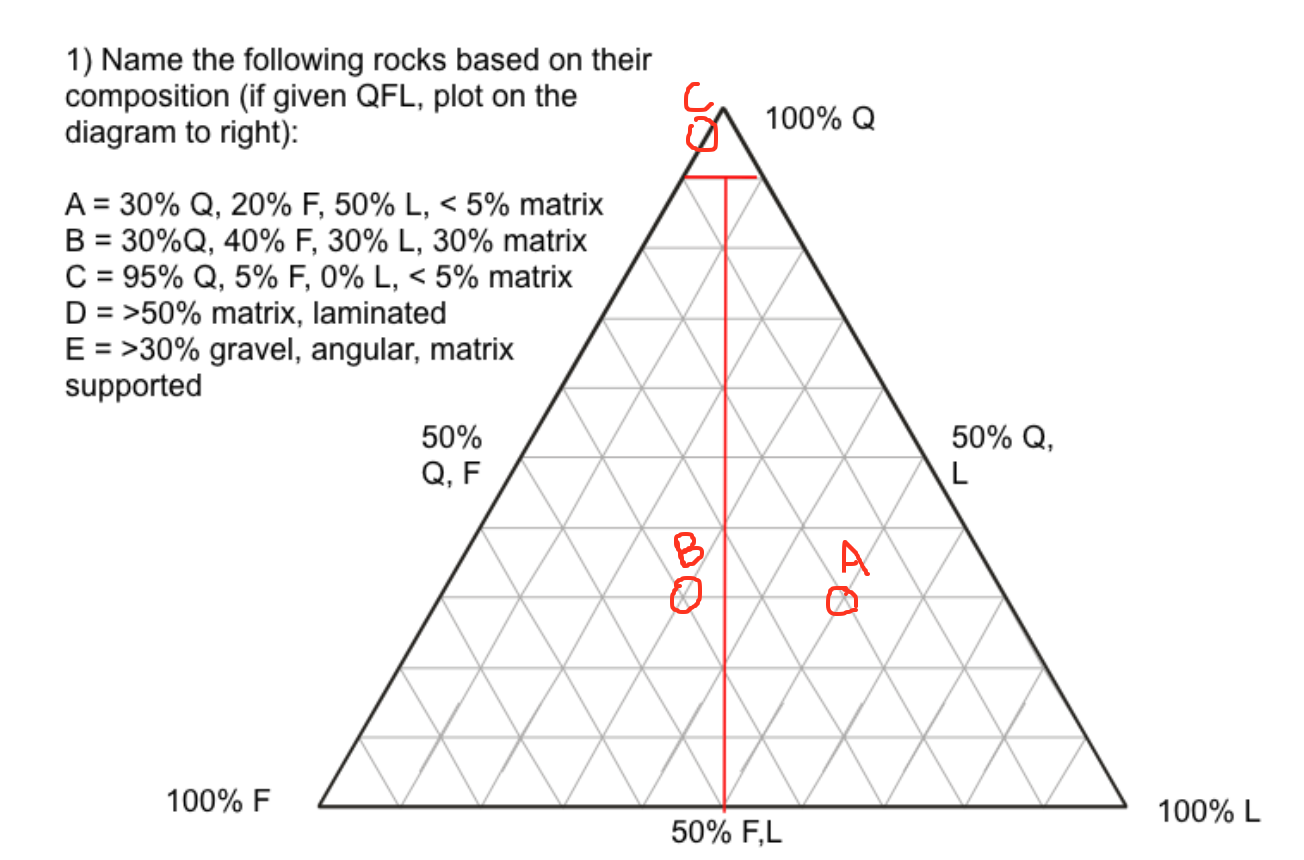 1) Name the following rocks based on their
composition (if given QFL, plot on the
diagram to right):
C
100% Q
A = 30% Q, 20% F, 50% L, < 5% matrix
B = 30%Q, 40% F, 30% L, 30% matrix
C = 95% Q, 5% F, 0% L, < 5% matrix
D = >50% matrix, laminated
E = >30% gravel, angular, matrix
supported
50%
Q, F
50% Q,
L
B
A
100% F
50% F,L
100% L